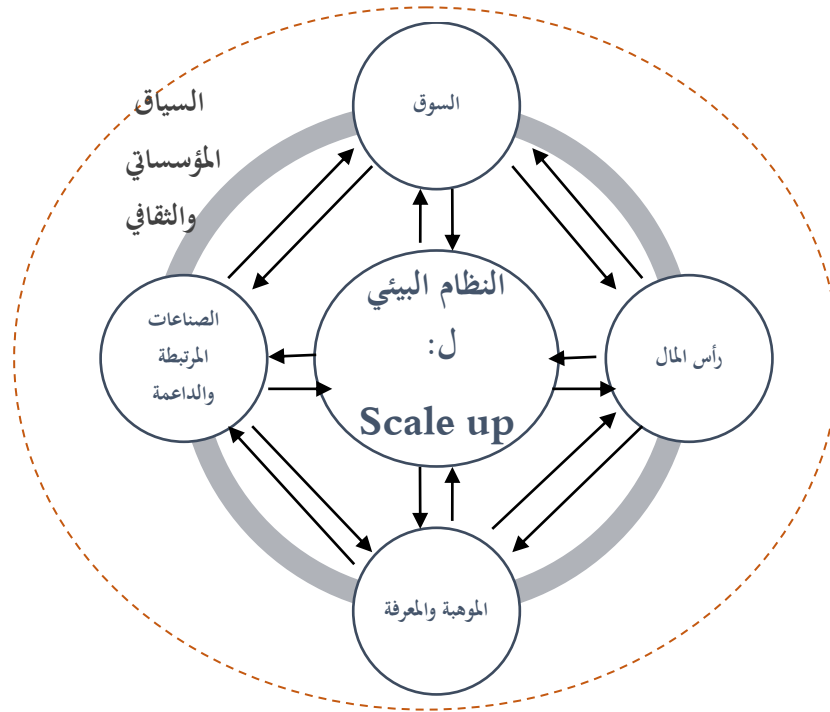 السوق
السياق
المؤسساتي
والثقافي
النظام البيئي
ل:
Scale up
رأس المال
الصناعات
المرتبطة
والداعمة
الموهبة والمعرفة